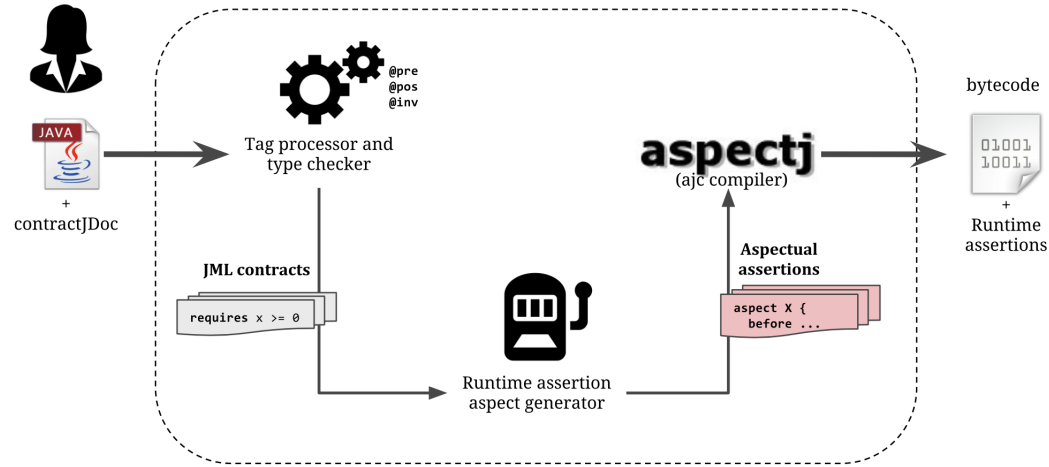 JAVA
+
contractJDoc
@pre
@pos
@inv
Tag processor and
type checker
JML contracts
requires x >= 0
Runtime assertion
aspect generator
Aspectual
assertions
aspect X {
before ...
aspectj
(ajc compiler)
bytecode
01001
10011
+
Runtime
assertions